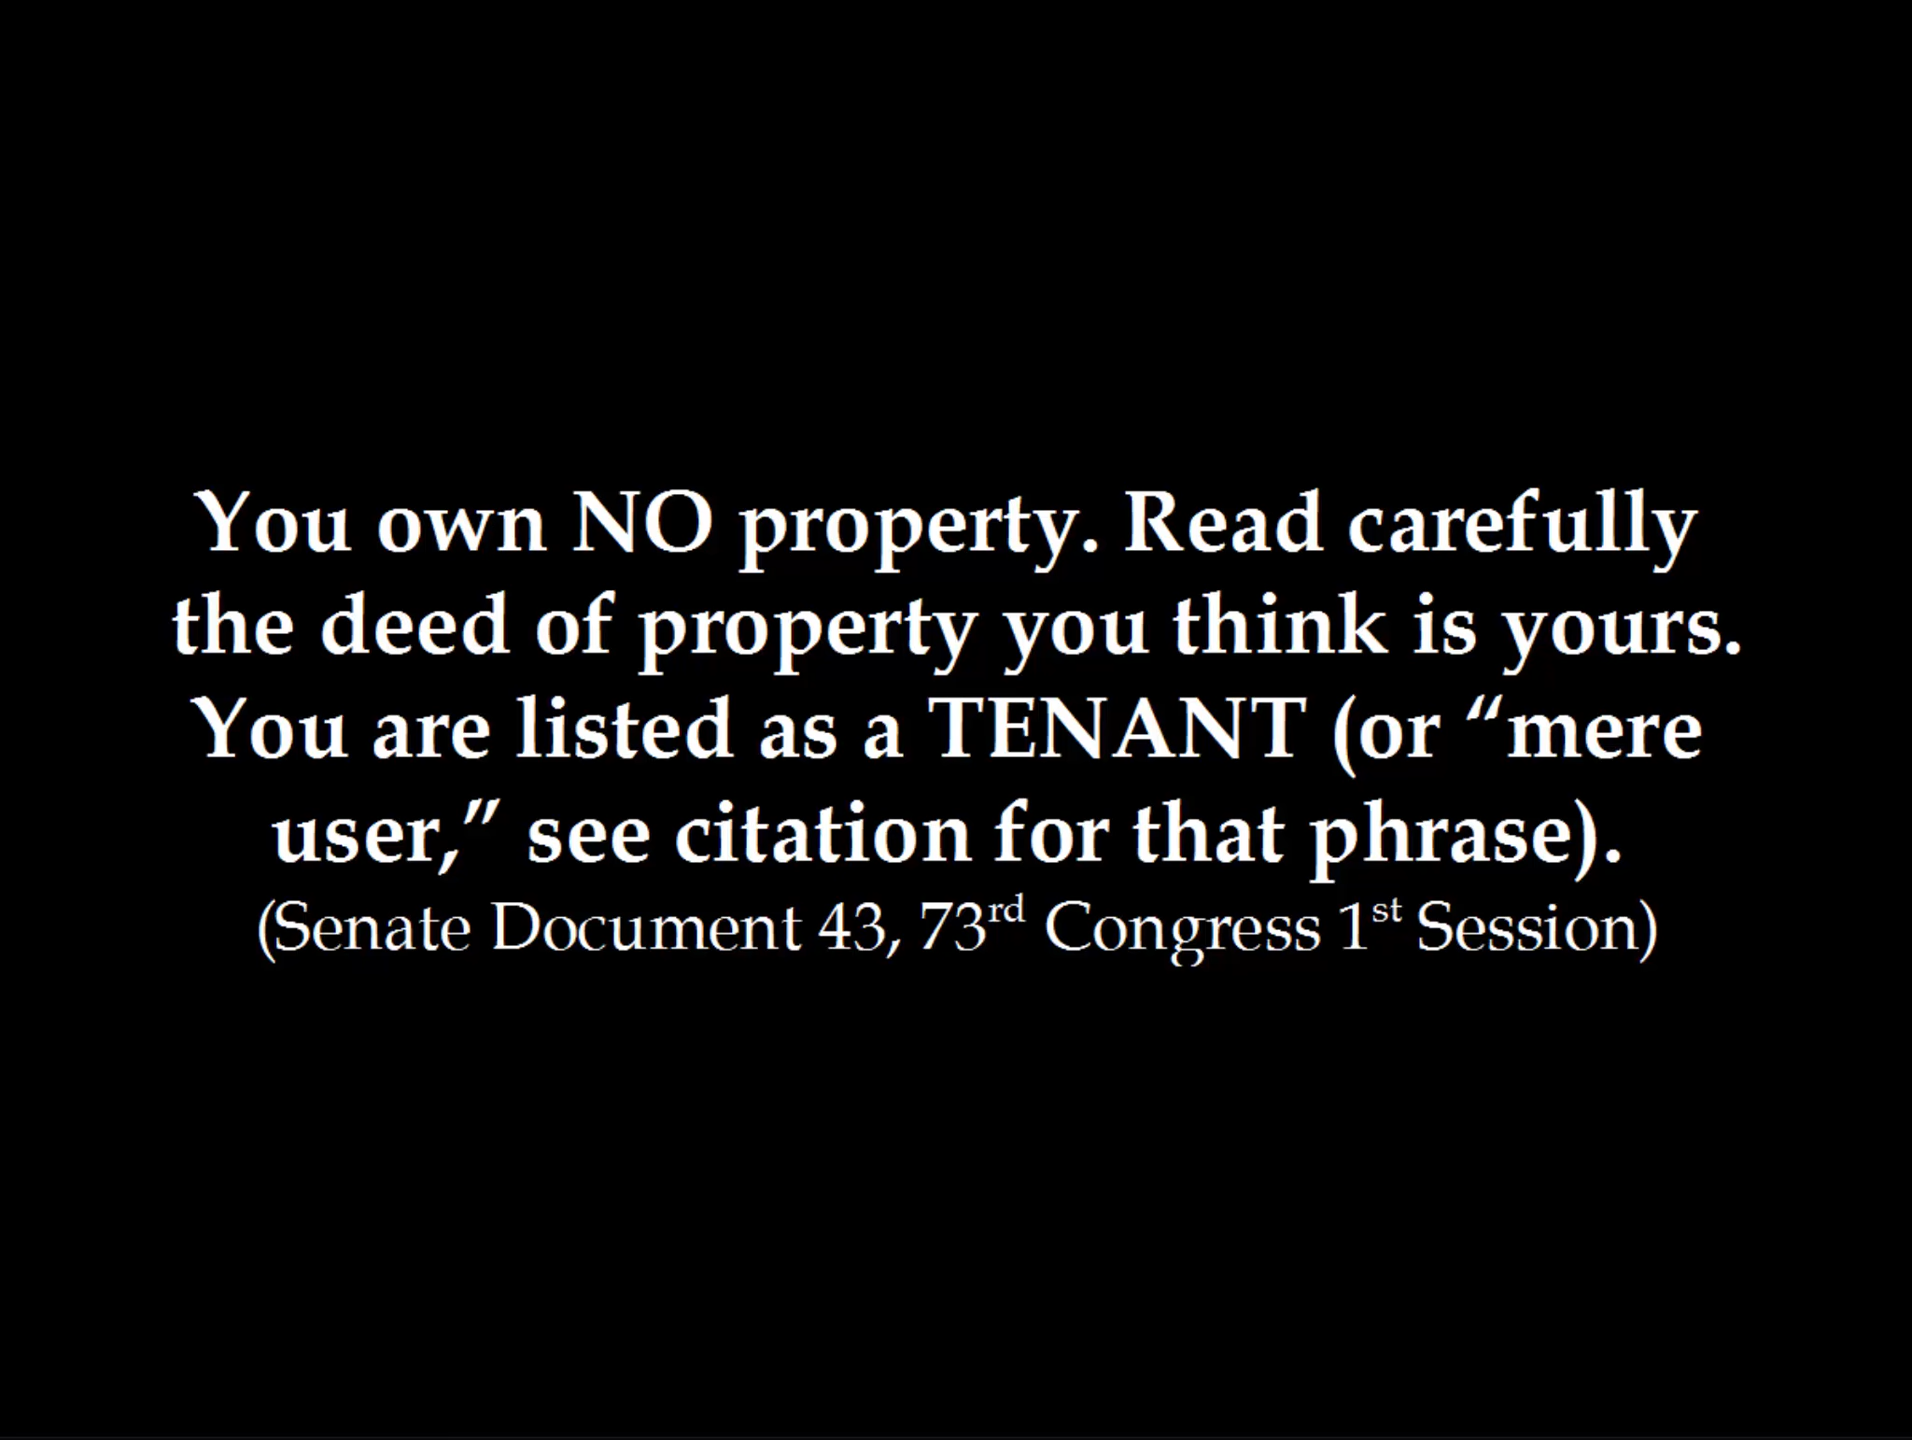 You own NO property. Read carefully
the deed of property you think is yours.
You are listed as a TENANT (or “mere
user,” see citation for that phrase).
(Senate Document 43, 73rd Congress 1st Session)